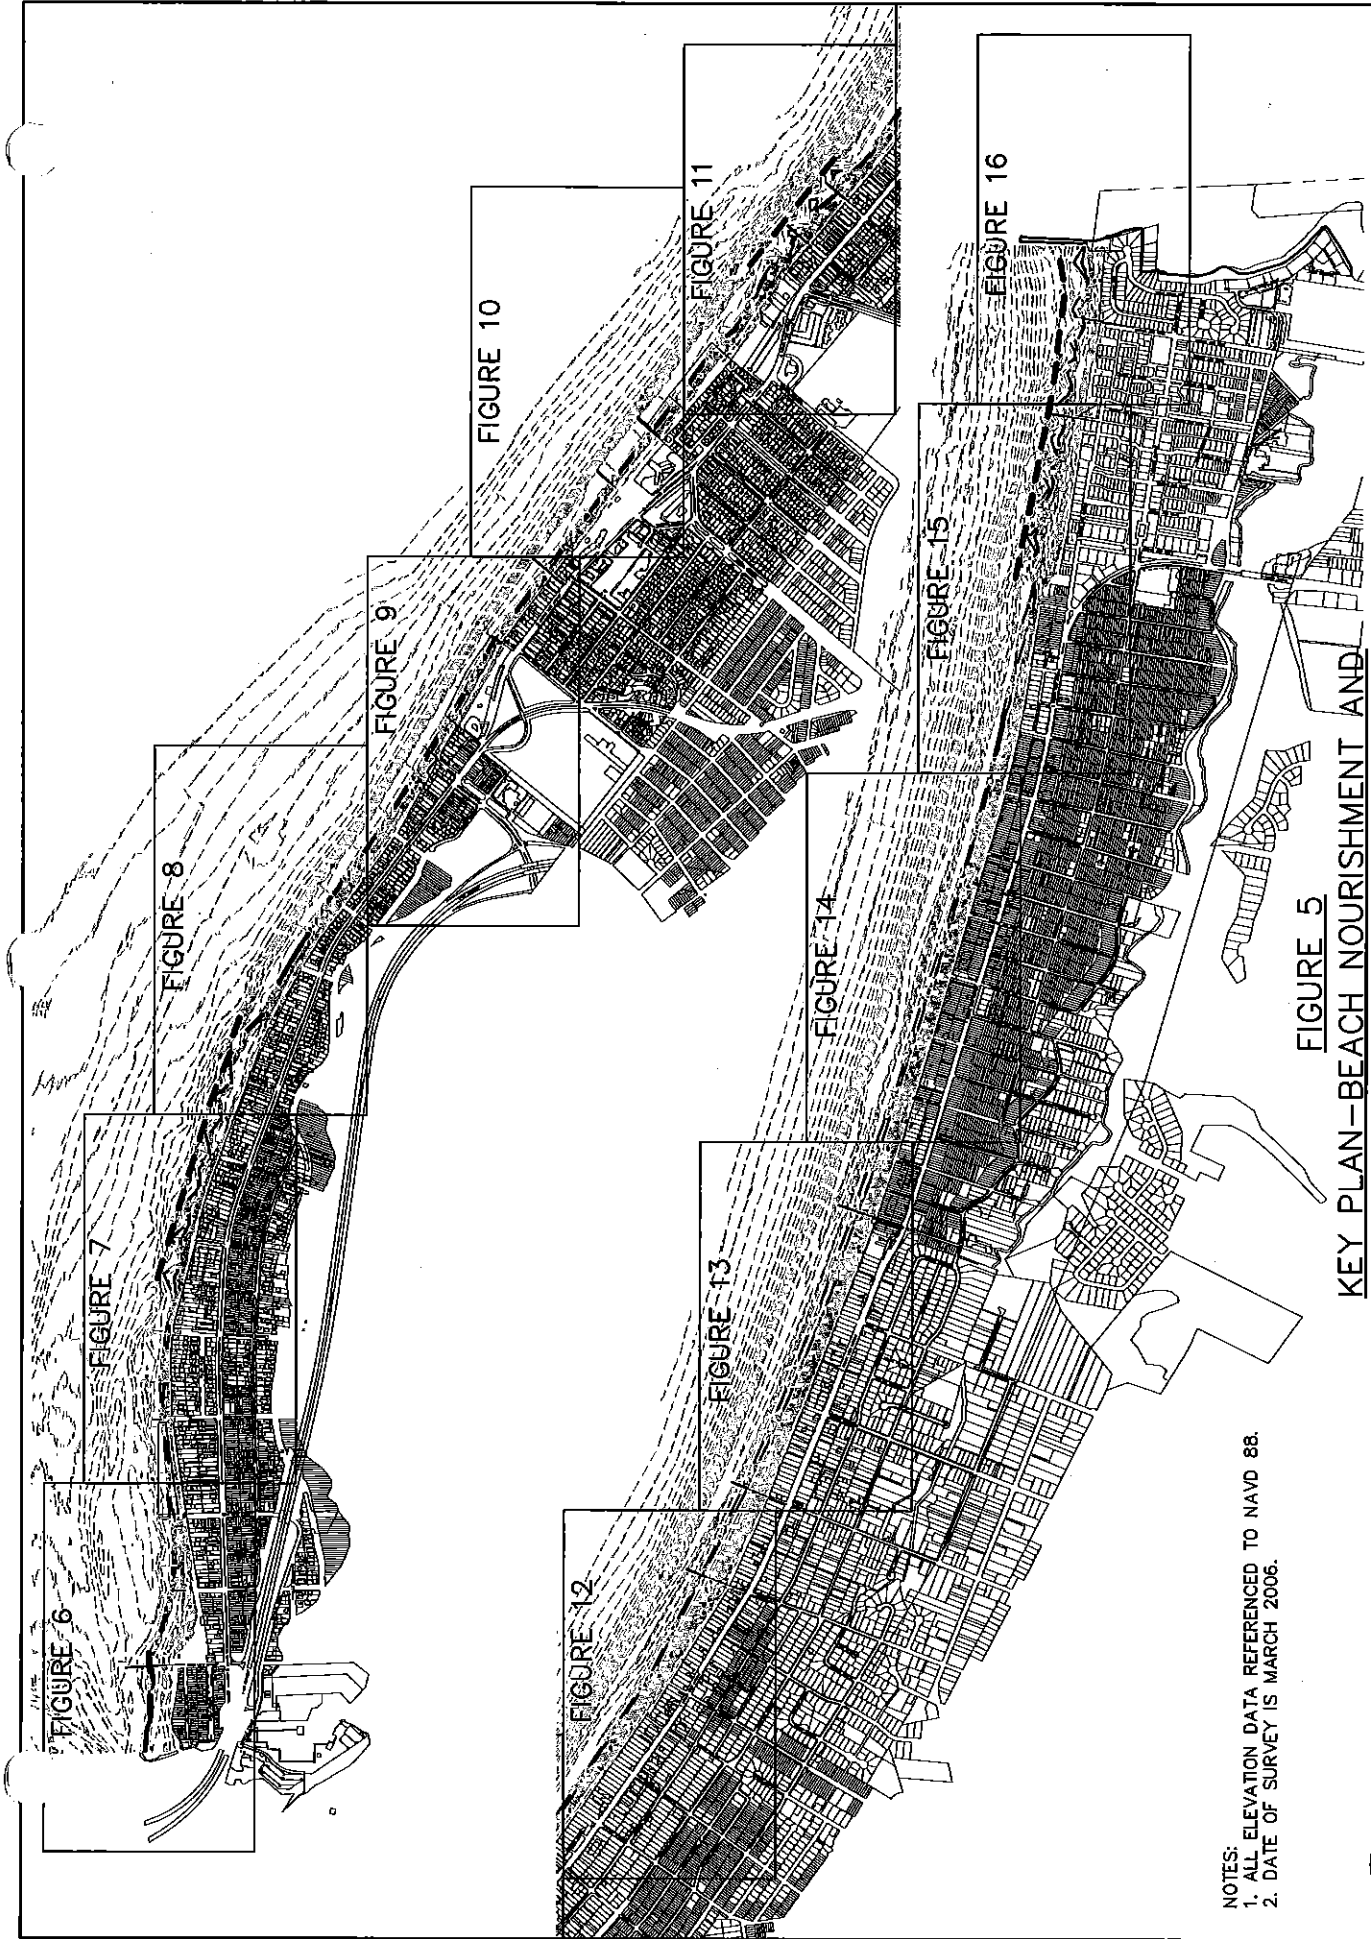 FIGURE 6
FIGURE 7
FIGURE 8
FIGURE 9
FIGURE 10
FIGURE 11
FIGURE 12
FIGURE 13
FIGURE 14
FIGURE 15
FIGURE 16
NOTES:
1. ALL ELEVATION DATA REFERENCED TO NAVD 88.
2. DATE OF SURVEY IS MARCH 2006.
FIGURE 5
KEY PLAN-BEACH NOURISHMENT AND